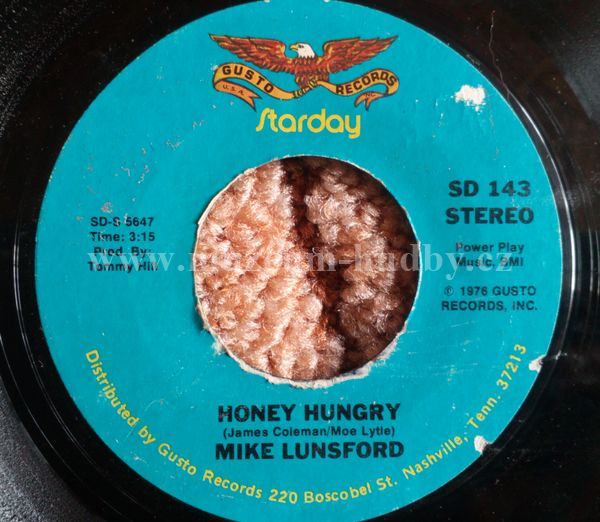 GUSTO RECORDS
U.S.A.
Starday
SD-S 5647
Time: 3:15
Prod. By:
Tommy Hill
SD 143
STEREO
Power Play
Music, BMI
℗ 1976 GUSTO
RECORDS, INC.
HONEY HUNGRY
(James Coleman/Moe Lytle)
MIKE LUNSFORD
Distributed by Gusto Records 220 Boscobel St. Nashville, Tenn. 37213